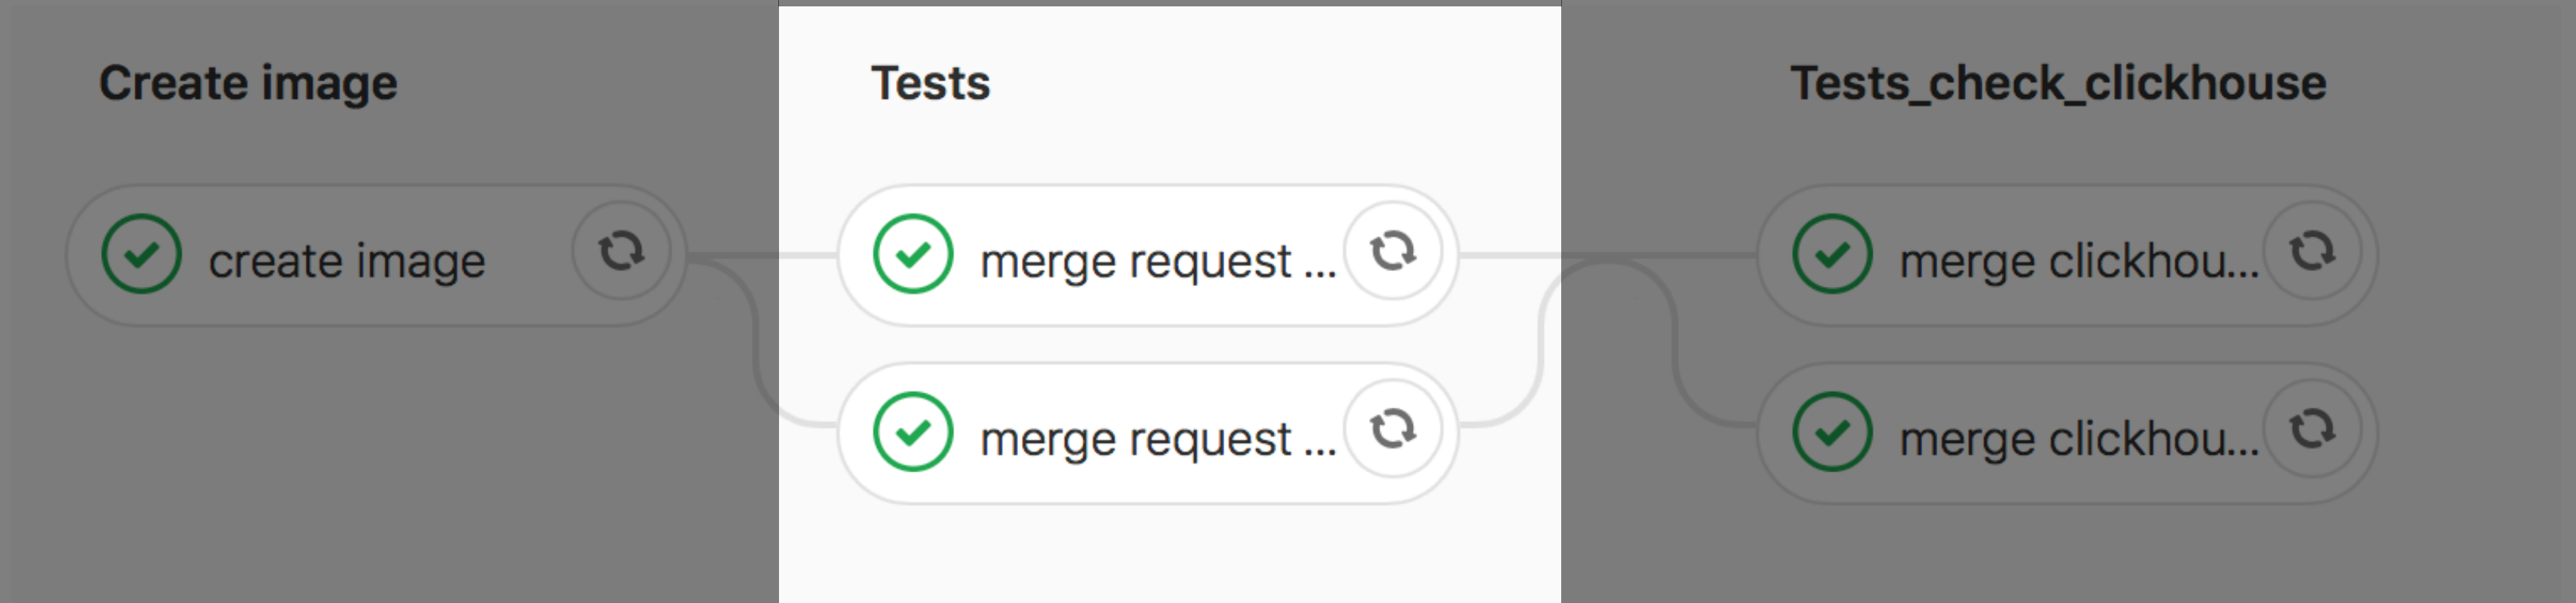 Create image
create image
Tests
merge request ...
merge request ...
Tests_check_clickhouse
merge clickhou...
merge clickhou...